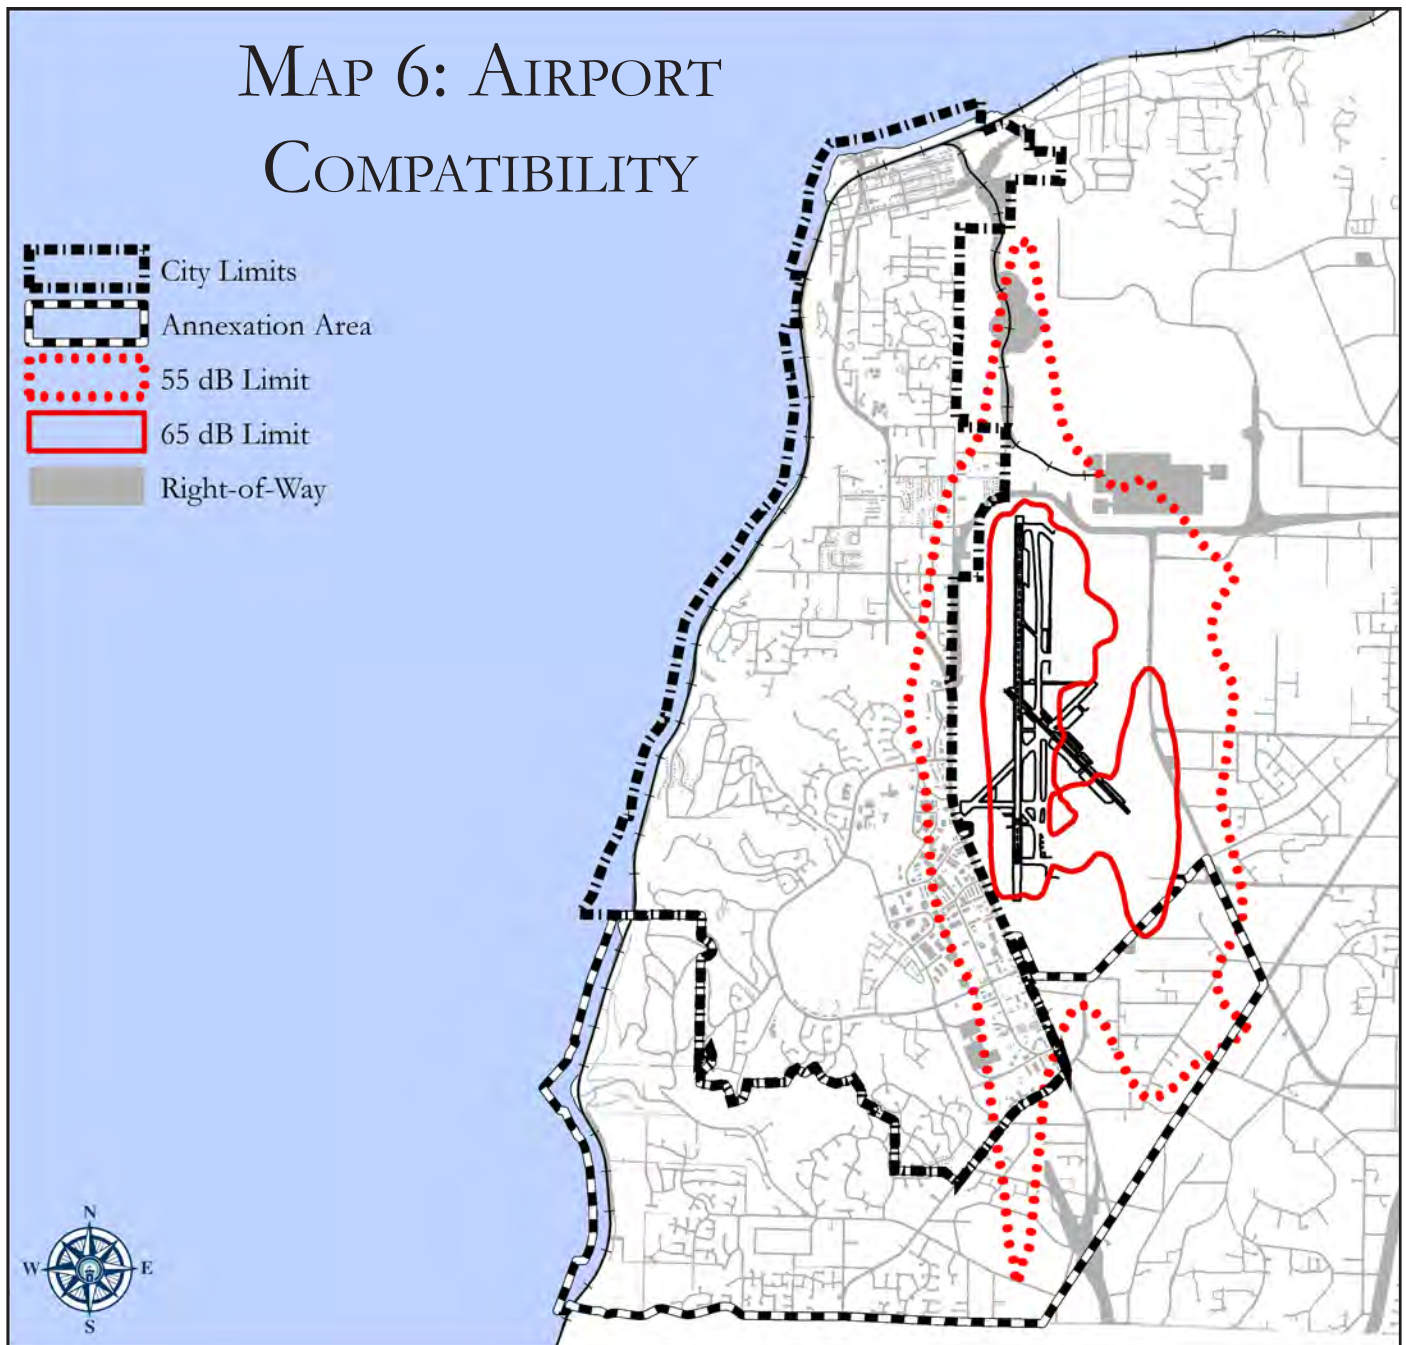 Map 6: Airport
Compatibility
City Limits
Annexation Area
55 dB Limit
65 dB Limit
Right-of-Way
N
W E
S